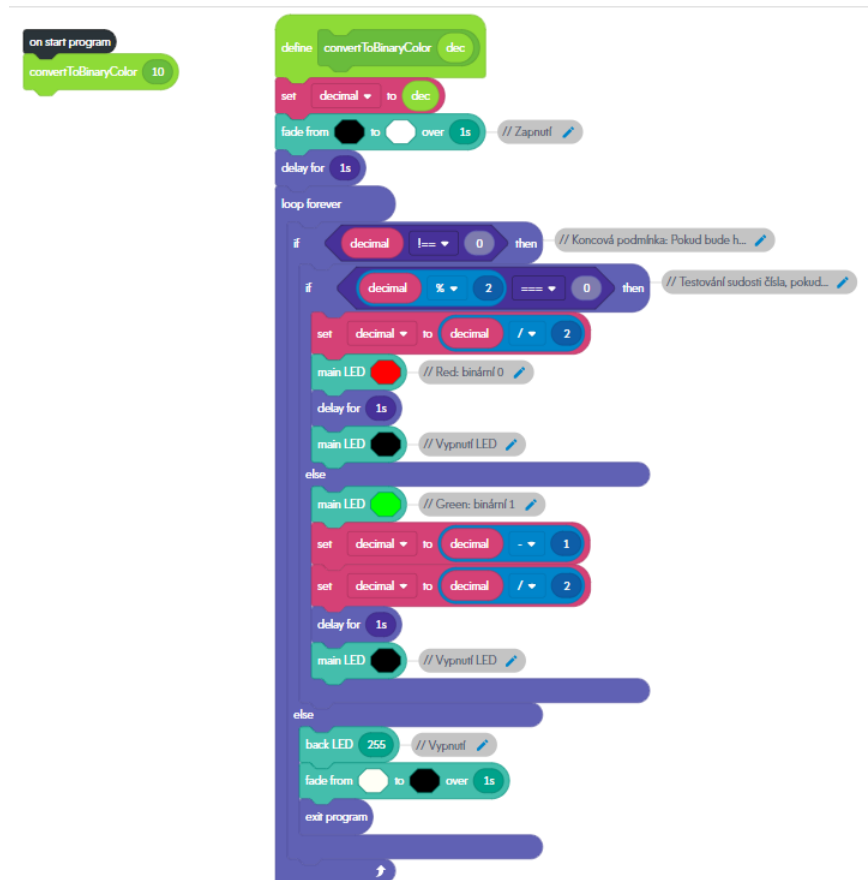 on start program
convertToBinaryColor 10
define convertToBinaryColor dec
set decimal to dec
fade from to over 1s // Zapnutí
delay for 1s
loop forever
if decimal !== 0 then // Koncová podmínka: Pokud bude h...
if decimal % 2 === 0 then // Testování sudosti čísla, pokud...
set decimal to decimal / 2
main LED // Red: binární 0
delay for 1s
main LED // Vypnutí LED
else
main LED // Green: binární 1
set decimal to decimal - 1
set decimal to decimal / 2
delay for 1s
main LED // Vypnutí LED
else
back LED 255 // Vypnutí
fade from to over 1s
exit program